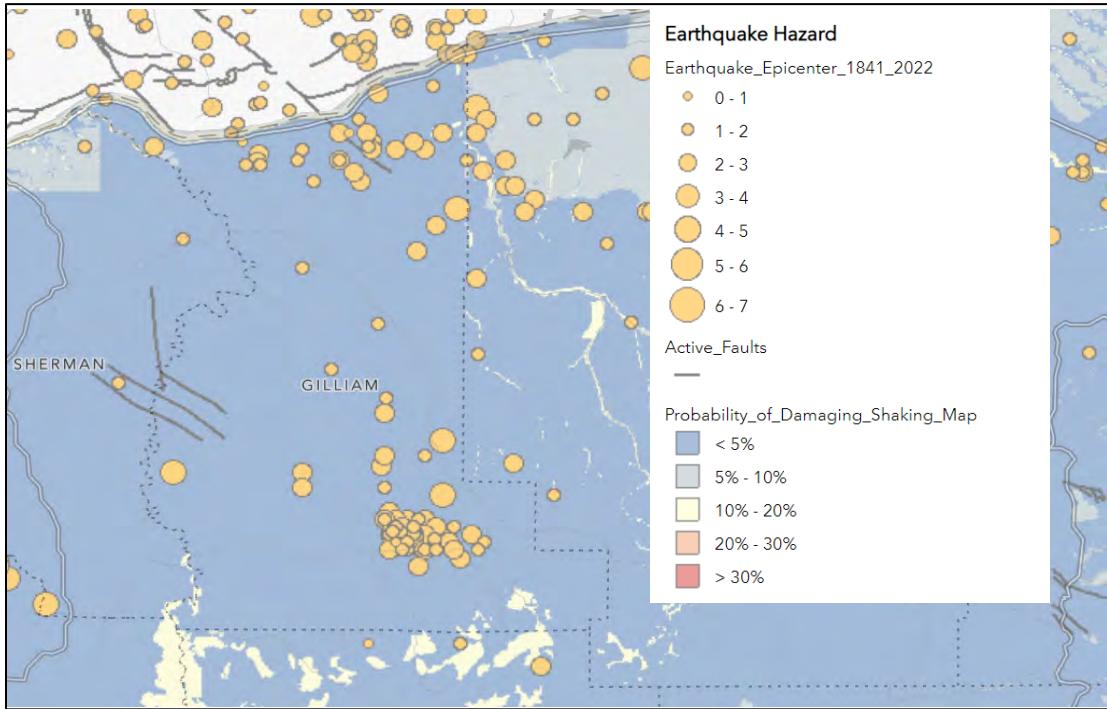 Earthquake Hazard
Earthquake_Epicenter_1841_2022
0 - 1
1 - 2
2 - 3
3 - 4
4 - 5
5 - 6
6 - 7
Active_Faults
Probability_of_Damaging_Shaking_Map
< 5%
5% - 10%
10% - 20%
20% - 30%
> 30%
SHERMAN
GILLIAM